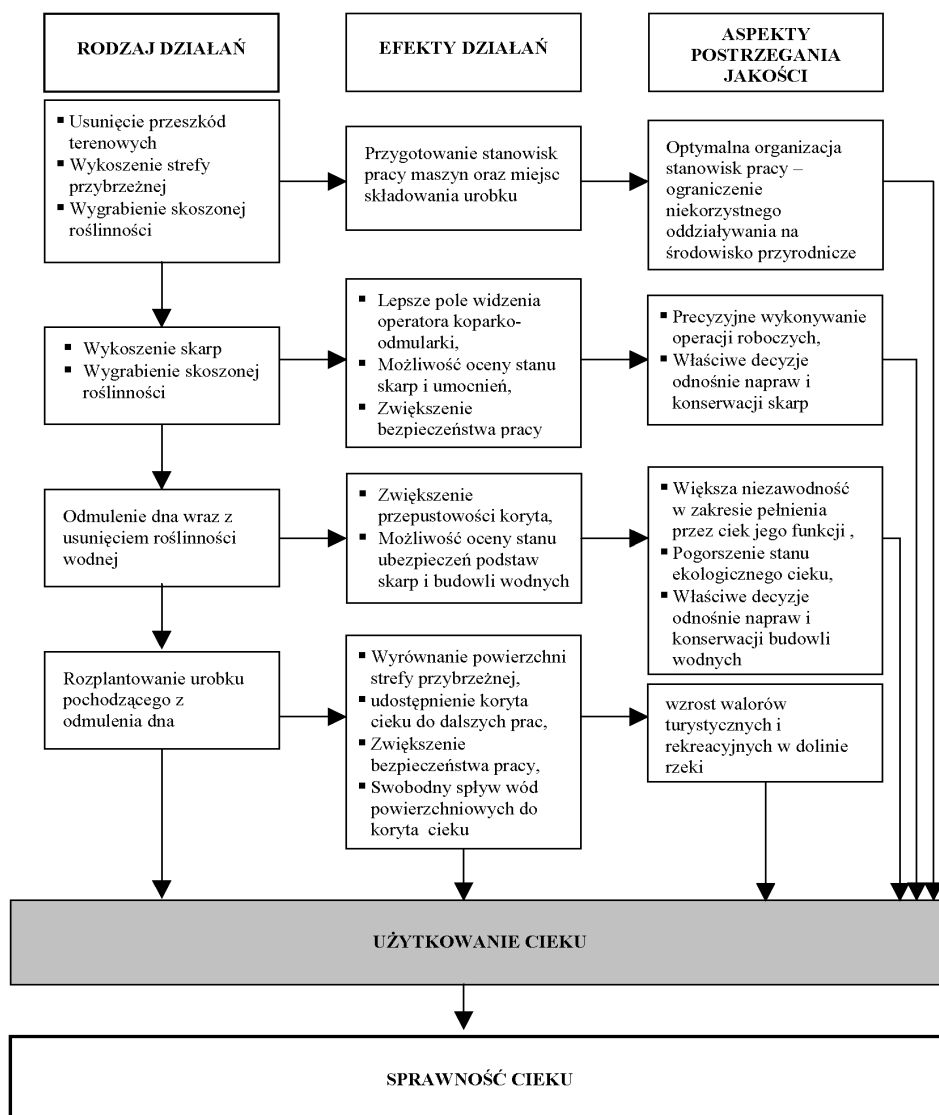 RODZAJ DZIAŁAŃ
EFEKTY DZIAŁAŃ
ASPEKTY
POSTRZEGANIA
JAKOŚCI
▪ Usunięcie przeszkód
terenowych
▪ Wykoszenie strefy
przybrzeżnej
▪ Wygrabienie skoszonej
roślinności
Przygotowanie stanowisk
pracy maszyn oraz miejsc
składowania urobku
Optymalna organizacja
stanowisk pracy –
ograniczenie
niekorzystnego
oddziaływania na
środowisko przyrodnicze
▪ Wykoszenie skarp
▪ Wygrabienie skoszonej
roślinności
▪ Lepsze pole widzenia
operatora koparko-
odmularki,
▪ Możliwość oceny stanu
skarp i umocnień,
▪ Zwiększenie
bezpieczeństwa pracy
▪ Precyzyjne wykonywanie
operacji roboczych,
▪ Właściwe decyzje
odnośnie napraw i
konserwacji skarp
Odmulenie dna wraz z
usunięciem roślinności
wodnej
▪ Zwiększenie
przepustowości koryta,
▪ Możliwość oceny stanu
ubezpieczeń podstaw
skarp i budowli wodnych
▪ Większa niezawodność
w zakresie pełnienia
przez ciek jego funkcji ,
▪ Pogorszenie stanu
ekologicznego cieku,
▪ Właściwe decyzje
odnośnie napraw i
konserwacji budowli
wodnych
Rozplantowanie urobku
pochodzącego z
odmulenia dna
▪ Wyrównanie powierzchni
strefy przybrzeżnej,
▪ udostępnienie koryta
cieku do dalszych prac,
▪ Zwiększenie
bezpieczeństwa pracy,
▪ Swobodny spływ wód
powierzchniowych do
koryta cieku
wzrost walorów
turystycznych i
rekreacyjnych w dolinie
rzeki
UŻYTKOWANIE CIEKU
SPRAWNOŚĆ CIEKU